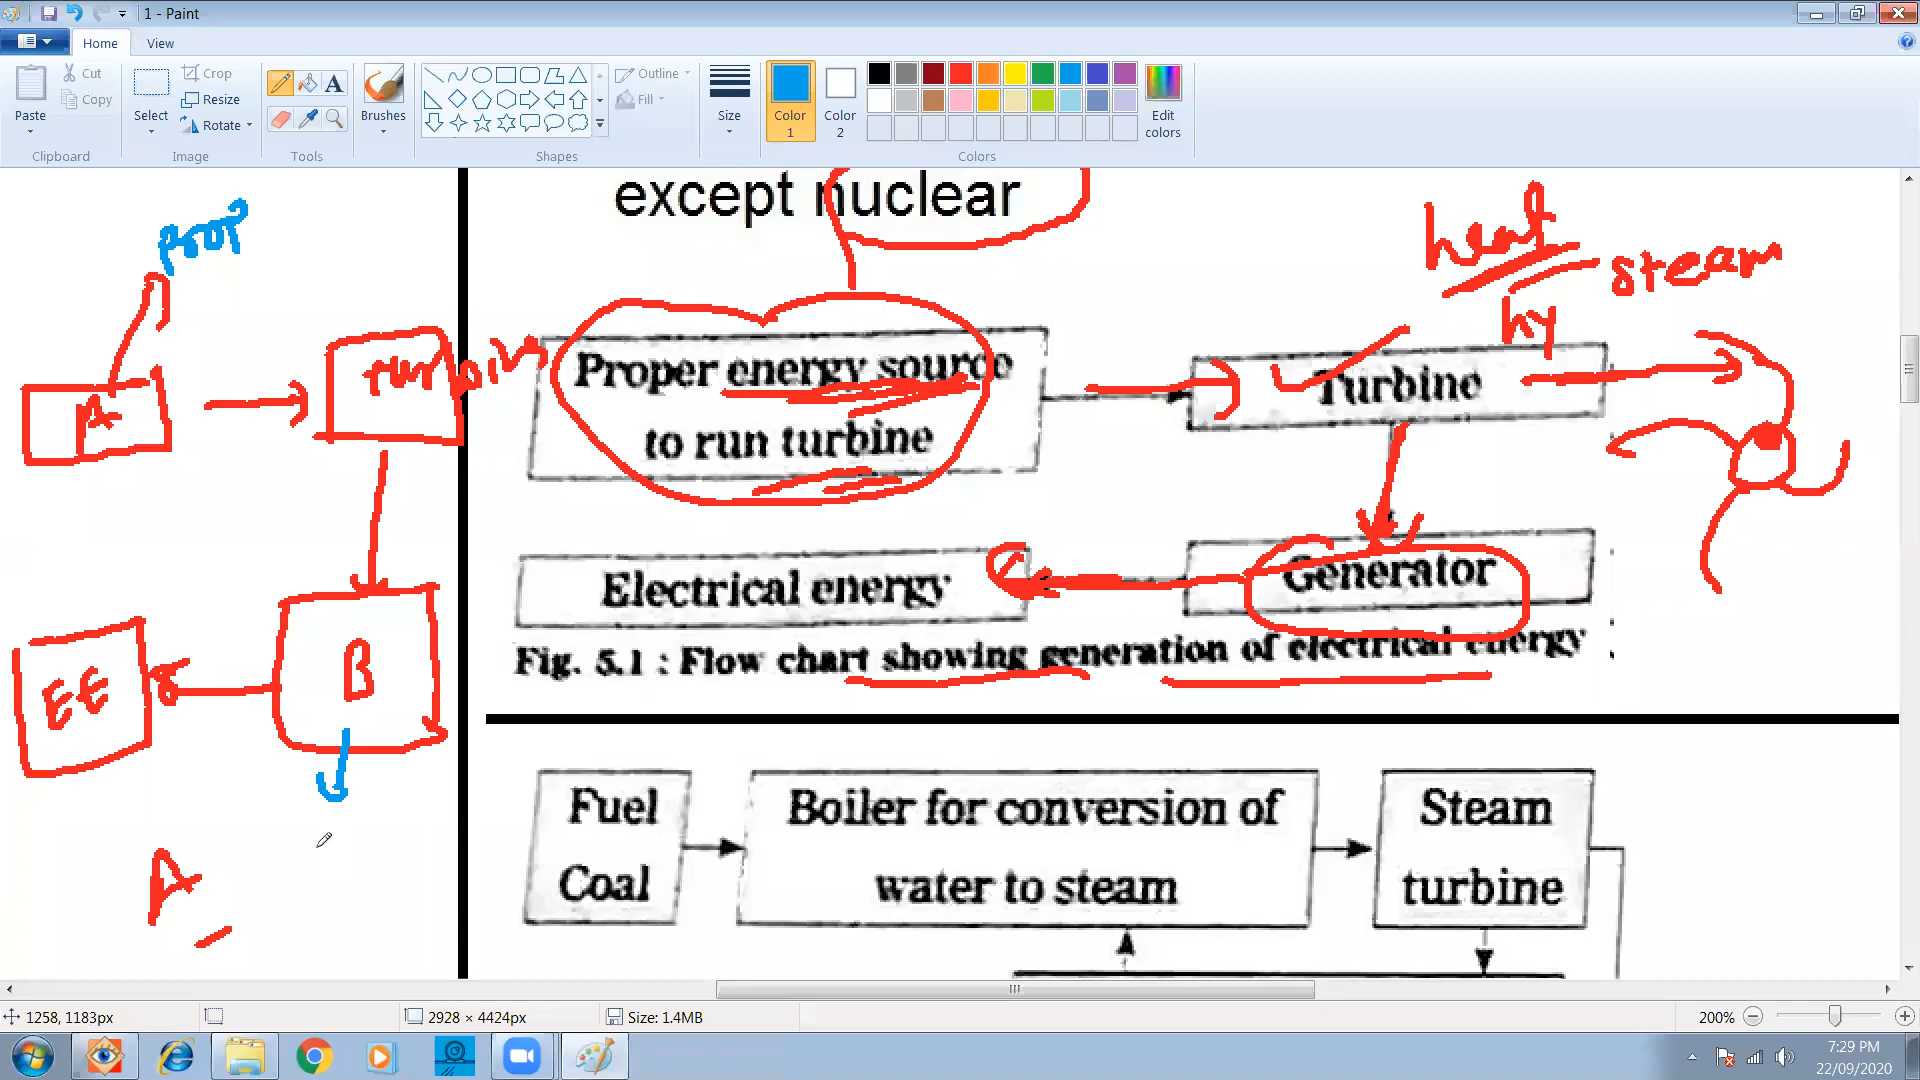 1 - Paint
Home
View
Cut
Copy
Paste
Clipboard
Crop
Resize
Rotate
Select
Image
Tools
Brushes
Shapes
Outline
Fill
Size
Color 1
Color 2
Edit colors
Colors
except nuclear
heat
steam
hy
A
Proper energy source
to run turbine
Turbine
Electrical energy
Generator
Fig. 5.1 : Flow chart showing generation of electrical energy
EE
B
A
Fuel
Coal
Boiler for conversion of
water to steam
Steam
turbine
1258, 1183px
2928 × 4424px
Size: 1.4MB
200%
7:29 PM
22/09/2020